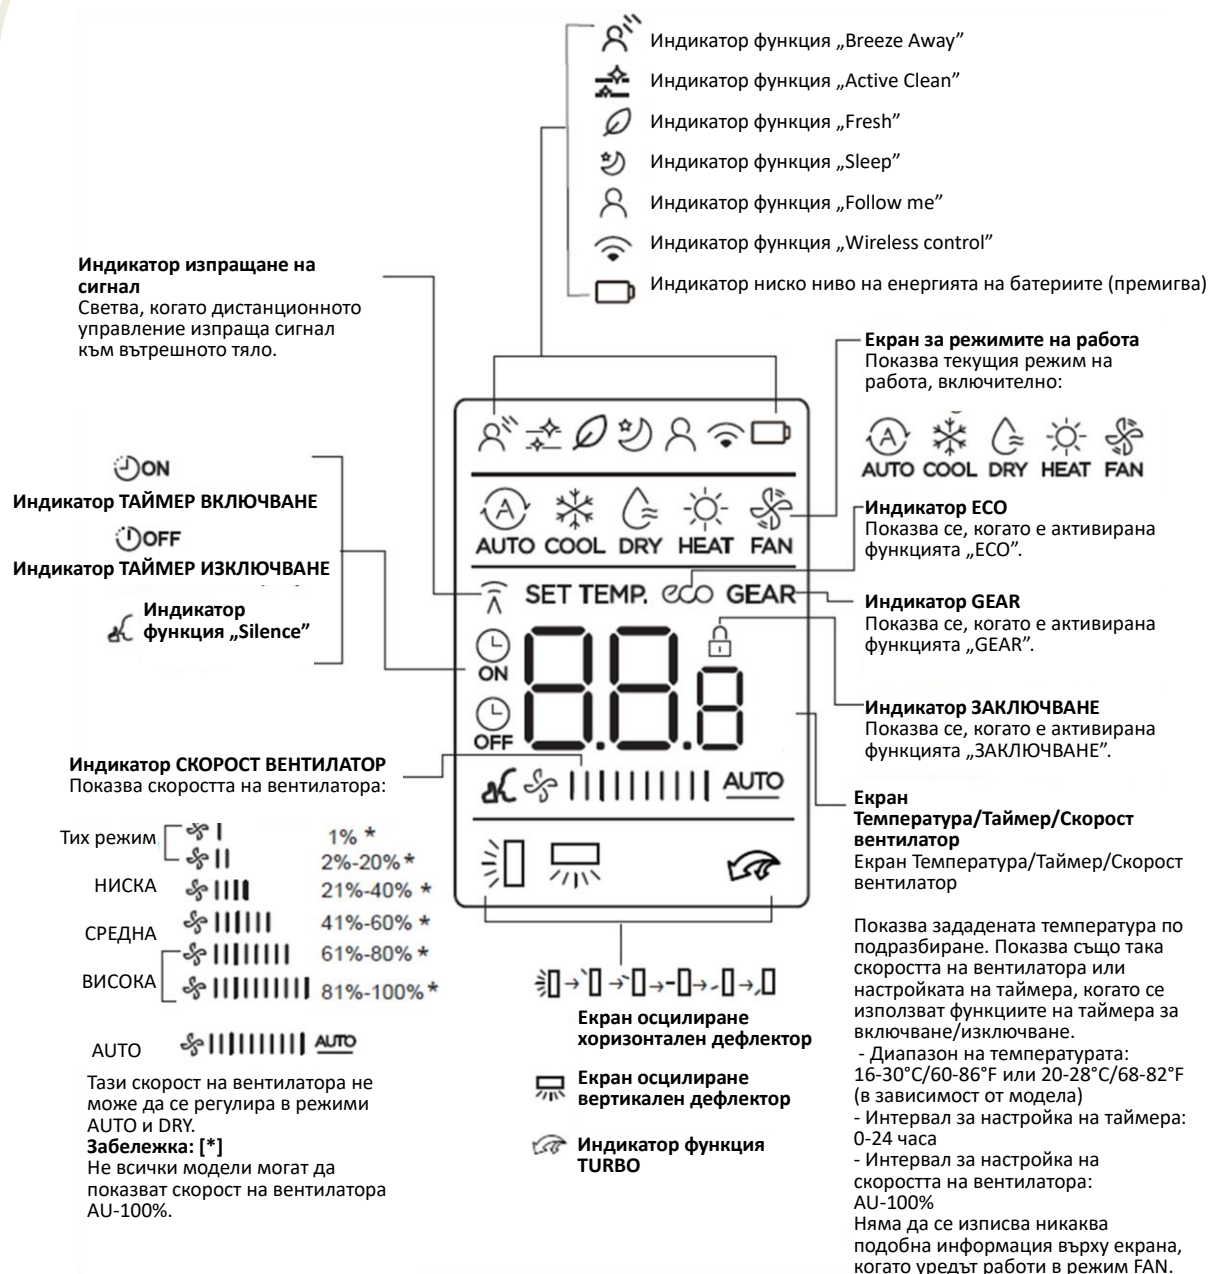 Индикатор функция „Breeze Away”
Индикатор функция „Active Clean”
Индикатор функция „Fresh”
Индикатор функция „Sleep”
Индикатор функция „Follow me”
Индикатор функция „Wireless control”
Индикатор ниско ниво на енергията на батериите (премигва)
Индикатор изпращане на
сигнал
Светва, когато дистанционното
управление изпраща сигнал
към вътрешното тяло.
Екран за режимите на работа
Показва текущия режим на
работа, включително:
AUTO COOL DRY HEAT FAN
ON
Индикатор ТАЙМЕР ВКЛЮЧВАНЕ
OFF
Индикатор ТАЙМЕР ИЗКЛЮЧВАНЕ
Индикатор
функция „Silence”
AUTO COOL DRY HEAT FAN
SET TEMP. eco GEAR
ON
88.8
OFF
AUTO
Индикатор ECO
Показва се, когато е активирана
функцията „ECO”.
Индикатор GEAR
Показва се, когато е активирана
функцията „GEAR”.
Индикатор ЗАКЛЮЧВАНЕ
Показва се, когато е активирана
функцията „ЗАКЛЮЧВАНЕ”.
Индикатор СКОРОСТ ВЕНТИЛАТОР
Показва скоростта на вентилатора:
Тих режим 1% *
2%-20% *
НИСКА 21%-40% *
СРЕДНА 41%-60% *
61%-80% *
ВИСОКА 81%-100% *
AUTO AUTO
Тази скорост на вентилатора не
може да се регулира в режими
AUTO и DRY.
Забележка: [*]
Не всички модели могат да
показват скорост на вентилатора
AU-100%.
Екран осцилиране
хоризонтален дефлектор
Екран осцилиране
вертикален дефлектор
Индикатор функция
TURBO
Екран
Температура/Таймер/Скорост
вентилатор
Екран Температура/Таймер/Скорост
вентилатор
Показва зададената температура по
подразбиране. Показва също така
скоростта на вентилатора или
настройката на таймера, когато се
използват функциите на таймера за
включване/изключване.
- Диапазон на температурата:
16-30°C/60-86°F или 20-28°C/68-82°F
(в зависимост от модела)
- Интервал за настройка на таймера:
0-24 часа
- Интервал за настройка на
скоростта на вентилатора:
AU-100%
Няма да се изписва никаква
подобна информация върху екрана,
когато уредът работи в режим FAN.